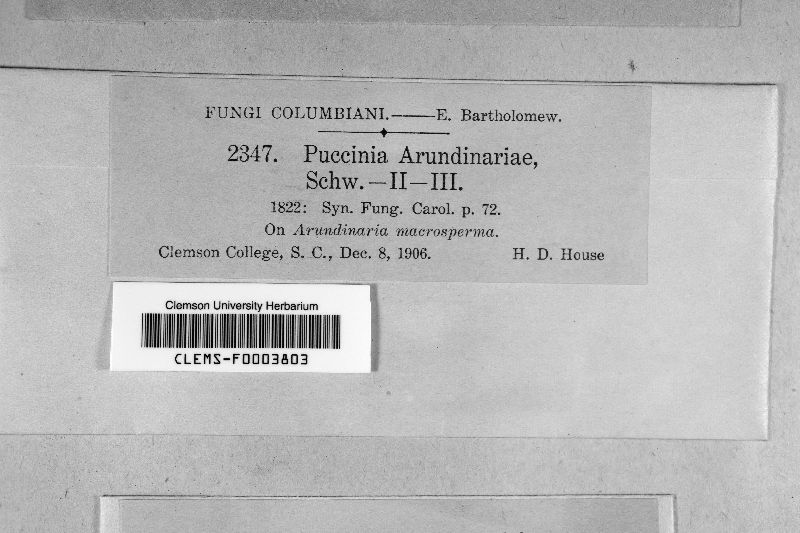 FUNGI COLUMBIANI.——E. Bartholomew.
2347. Puccinia Arundinariae,
Schw.—II—III.
1822: Syn. Fung. Carol. p. 72.
On Arundinaria macrosperma.
Clemson College, S. C., Dec. 8, 1906. H. D. House
Clemson University Herbarium
CLEMS-F0003803